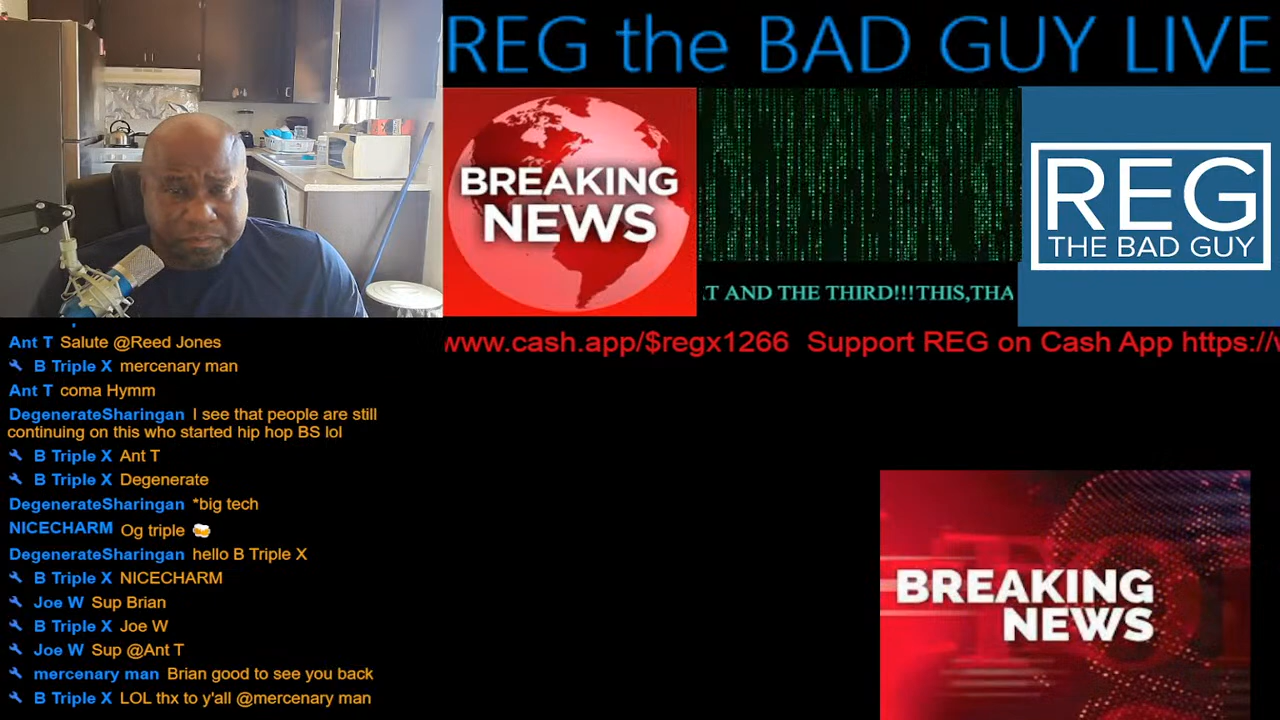 REG the BAD GUY LIVE
BREAKING
NEWS
REG
THE BAD GUY
.T AND THE THIRD!!!THIS,THA
www.cash.app/$regx1266 Support REG on Cash App https://
Ant T Salute @Reed Jones
B Triple X mercenary man
Ant T coma Hymm
DegenerateSharingan I see that people are still
continuing on this who started hip hop BS lol
B Triple X Ant T
B Triple X Degenerate
DegenerateSharingan *big tech
NICECHARM Og triple 🍻
DegenerateSharingan hello B Triple X
B Triple X NICECHARM
Joe W Sup Brian
B Triple X Joe W
Joe W Sup @Ant T
mercenary man Brian good to see you back
B Triple X LOL thx to y'all @mercenary man
BREAKING
NEWS